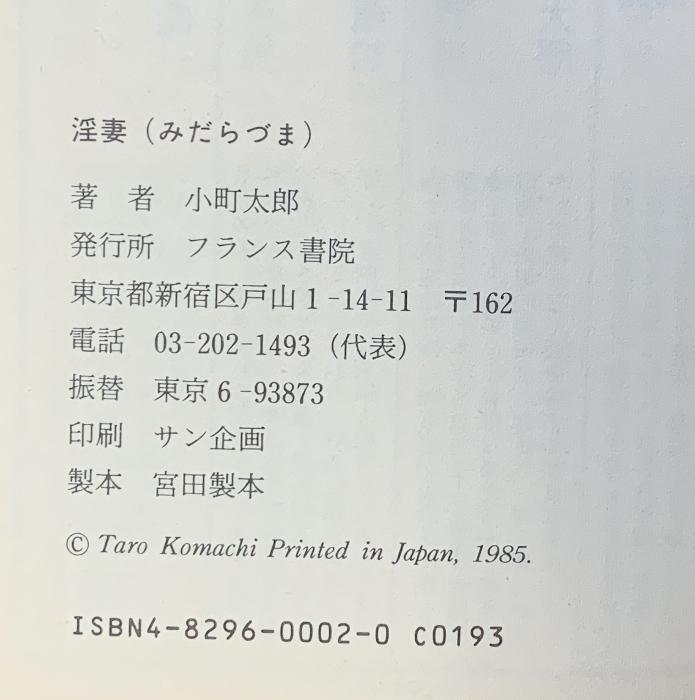 淫妻（みだらづま）
著　者　小町太郎
発行所　フランス書院
東京都新宿区戸山1-14-11　〒162
電話　03-202-1493（代表）
振替　東京6-93873
印刷　サン企画
製本　宮田製本
© Taro Komachi Printed in Japan, 1985.
ISBN4-8296-0002-0 C0193